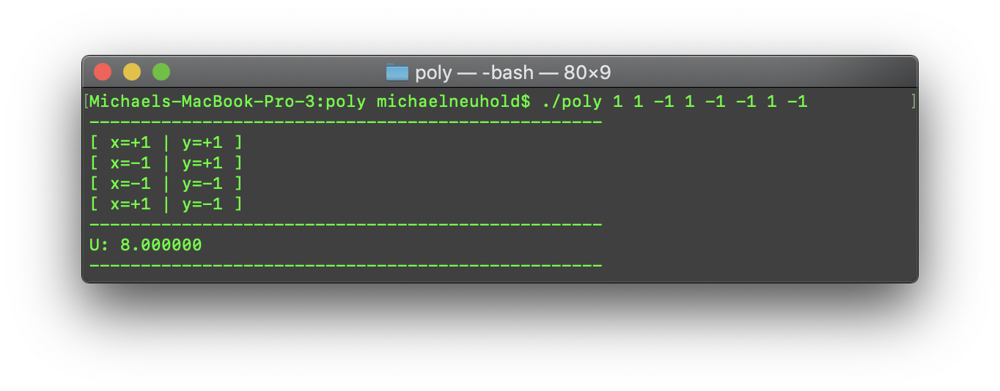 poly — -bash — 80×9
[Michaels-MacBook-Pro-3:poly michaelneuhold$ ./poly 1 1 -1 1 -1 -1 1 -1 ]
--------------------------------------------------
[ x=+1 | y=+1 ]
[ x=-1 | y=+1 ]
[ x=-1 | y=-1 ]
[ x=+1 | y=-1 ]
--------------------------------------------------
U: 8.000000
--------------------------------------------------